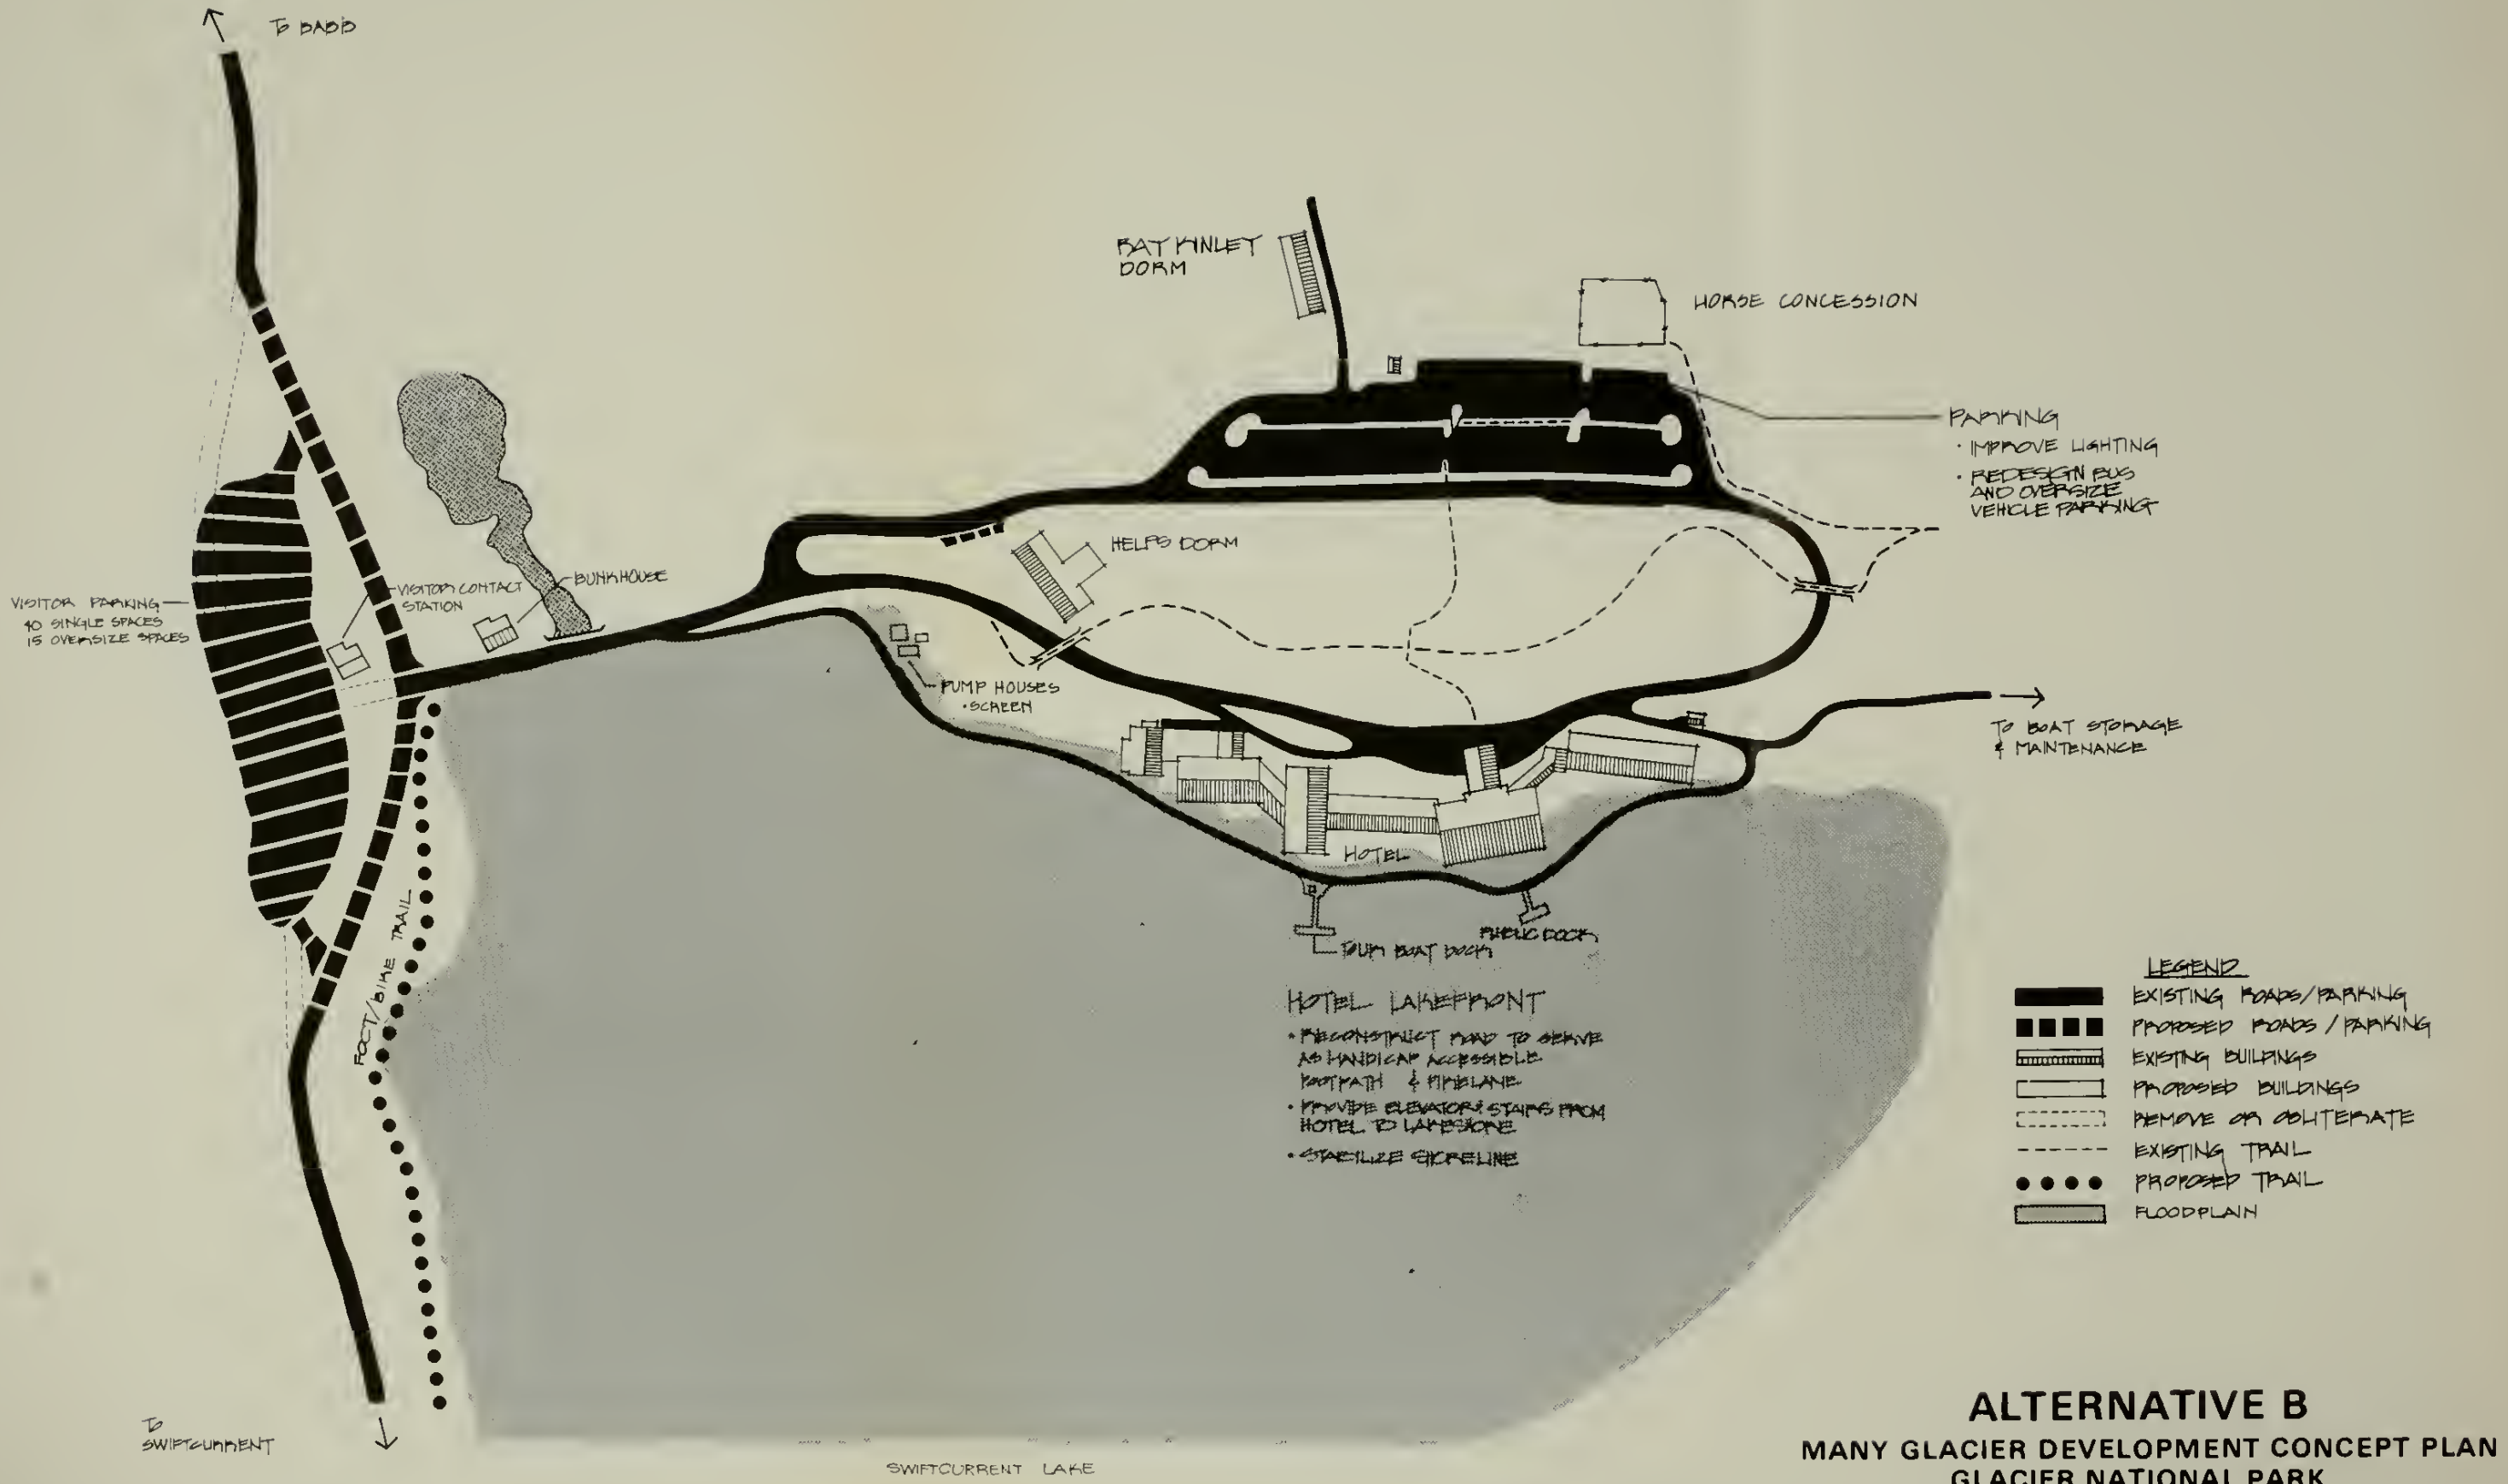 TO BABB
BAT KINLEY
DORM
HORSE CONCESSION
PARKING
· IMPROVE LIGHTING
· REDESIGN BUS
AND OVERSIZE
VEHICLE PARKING
HELPS DORM
BUNKHOUSE
VISITOR CONTACT
STATION
VISITOR PARKING
40 SINGLE SPACES
15 OVERSIZE SPACES
PUMP HOUSES
· SCREEN
TO BOAT STORAGE
& MAINTENANCE
HOTEL
PUBLIC DOCK
TOUR BOAT DOCK
FOOT/BIKE TRAIL
HOTEL LAKEFRONT
· RECONSTRUCT ROAD TO SERVE
AS HANDICAP ACCESSIBLE
FOOTPATH & FIRELANE
· PROVIDE ELEVATOR & STAIRS FROM
HOTEL TO LAKESHORE
· STABILIZE SHORELINE
LEGEND
EXISTING ROADS/PARKING
PROPOSED ROADS/PARKING
EXISTING BUILDINGS
PROPOSED BUILDINGS
REMOVE OR OBLITERATE
EXISTING TRAIL
PROPOSED TRAIL
FLOODPLAIN
TO
SWIFTCURRENT
SWIFTCURRENT LAKE
ALTERNATIVE B
MANY GLACIER DEVELOPMENT CONCEPT PLAN
GLACIER NATIONAL PARK